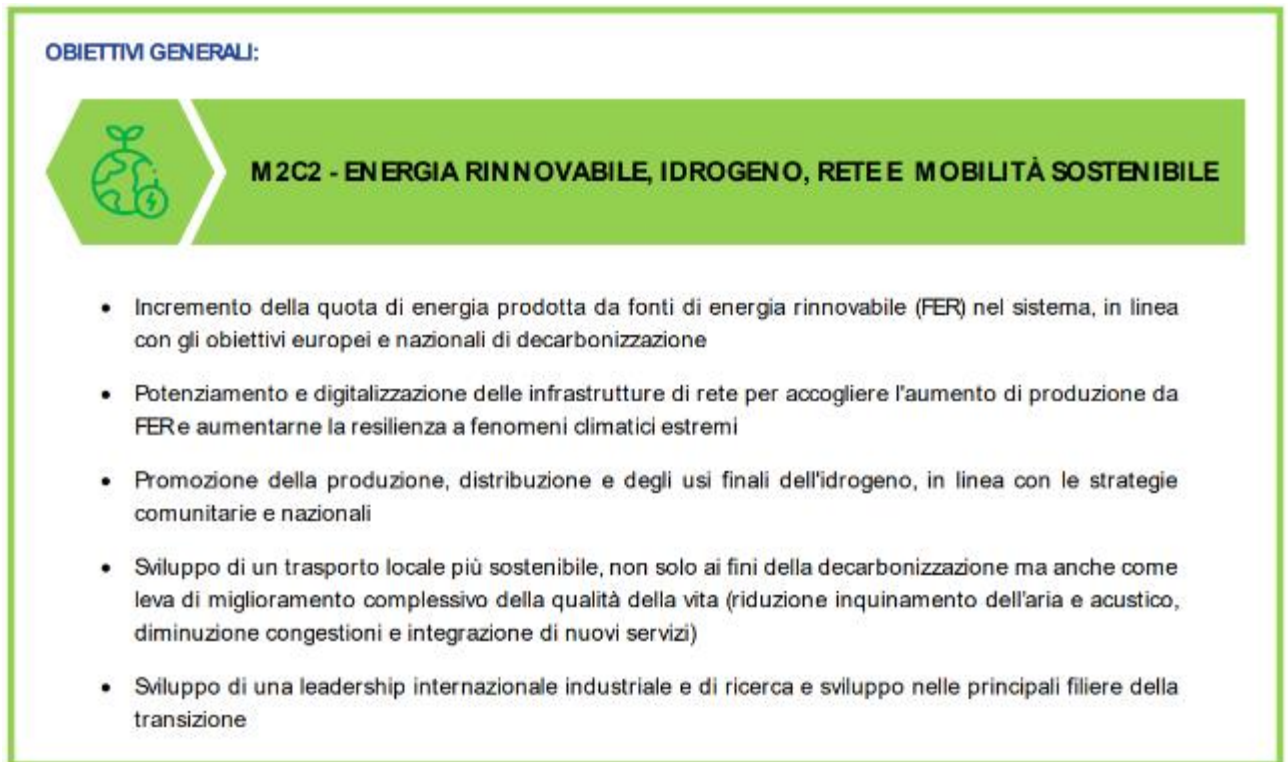 OBIETTIVI GENERALI:
M2C2 - ENERGIA RINNOVABILE, IDROGENO, RETE E MOBILITÀ SOSTENIBILE
• Incremento della quota di energia prodotta da fonti di energia rinnovabile (FER) nel sistema, in linea
con gli obiettivi europei e nazionali di decarbonizzazione
• Potenziamento e digitalizzazione delle infrastrutture di rete per accogliere l'aumento di produzione da
FER e aumentarne la resilienza a fenomeni climatici estremi
• Promozione della produzione, distribuzione e degli usi finali dell'idrogeno, in linea con le strategie
comunitarie e nazionali
• Sviluppo di un trasporto locale più sostenibile, non solo ai fini della decarbonizzazione ma anche come
leva di miglioramento complessivo della qualità della vita (riduzione inquinamento dell'aria e acustico,
diminuzione congestioni e integrazione di nuovi servizi)
• Sviluppo di una leadership internazionale industriale e di ricerca e sviluppo nelle principali filiere della
transizione